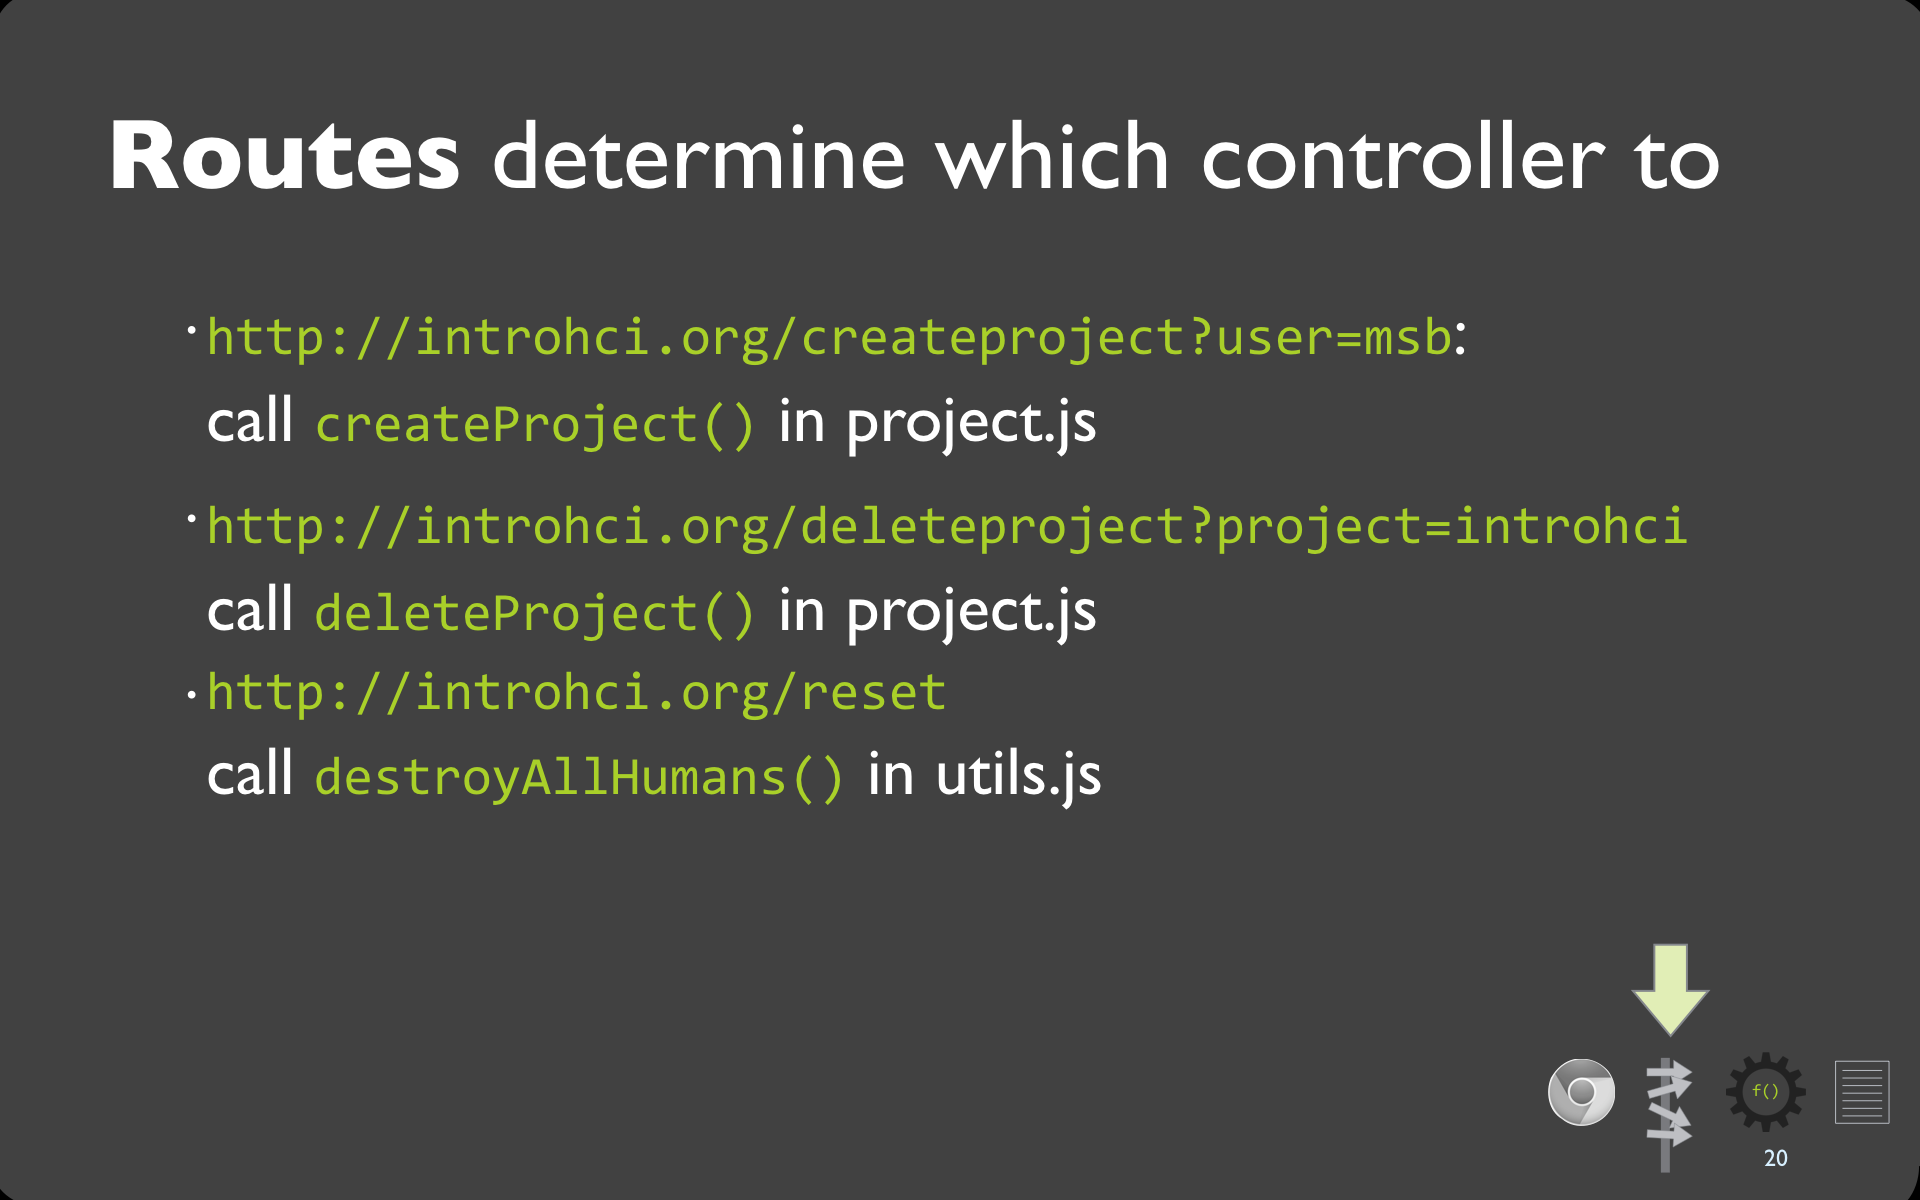 Routes determine which controller to
·http://introhci.org/createproject?user=msb:
call createProject() in project.js
·http://introhci.org/deleteproject?project=introhci
call deleteProject() in project.js
·http://introhci.org/reset
call destroyAllHumans() in utils.js
f()
20